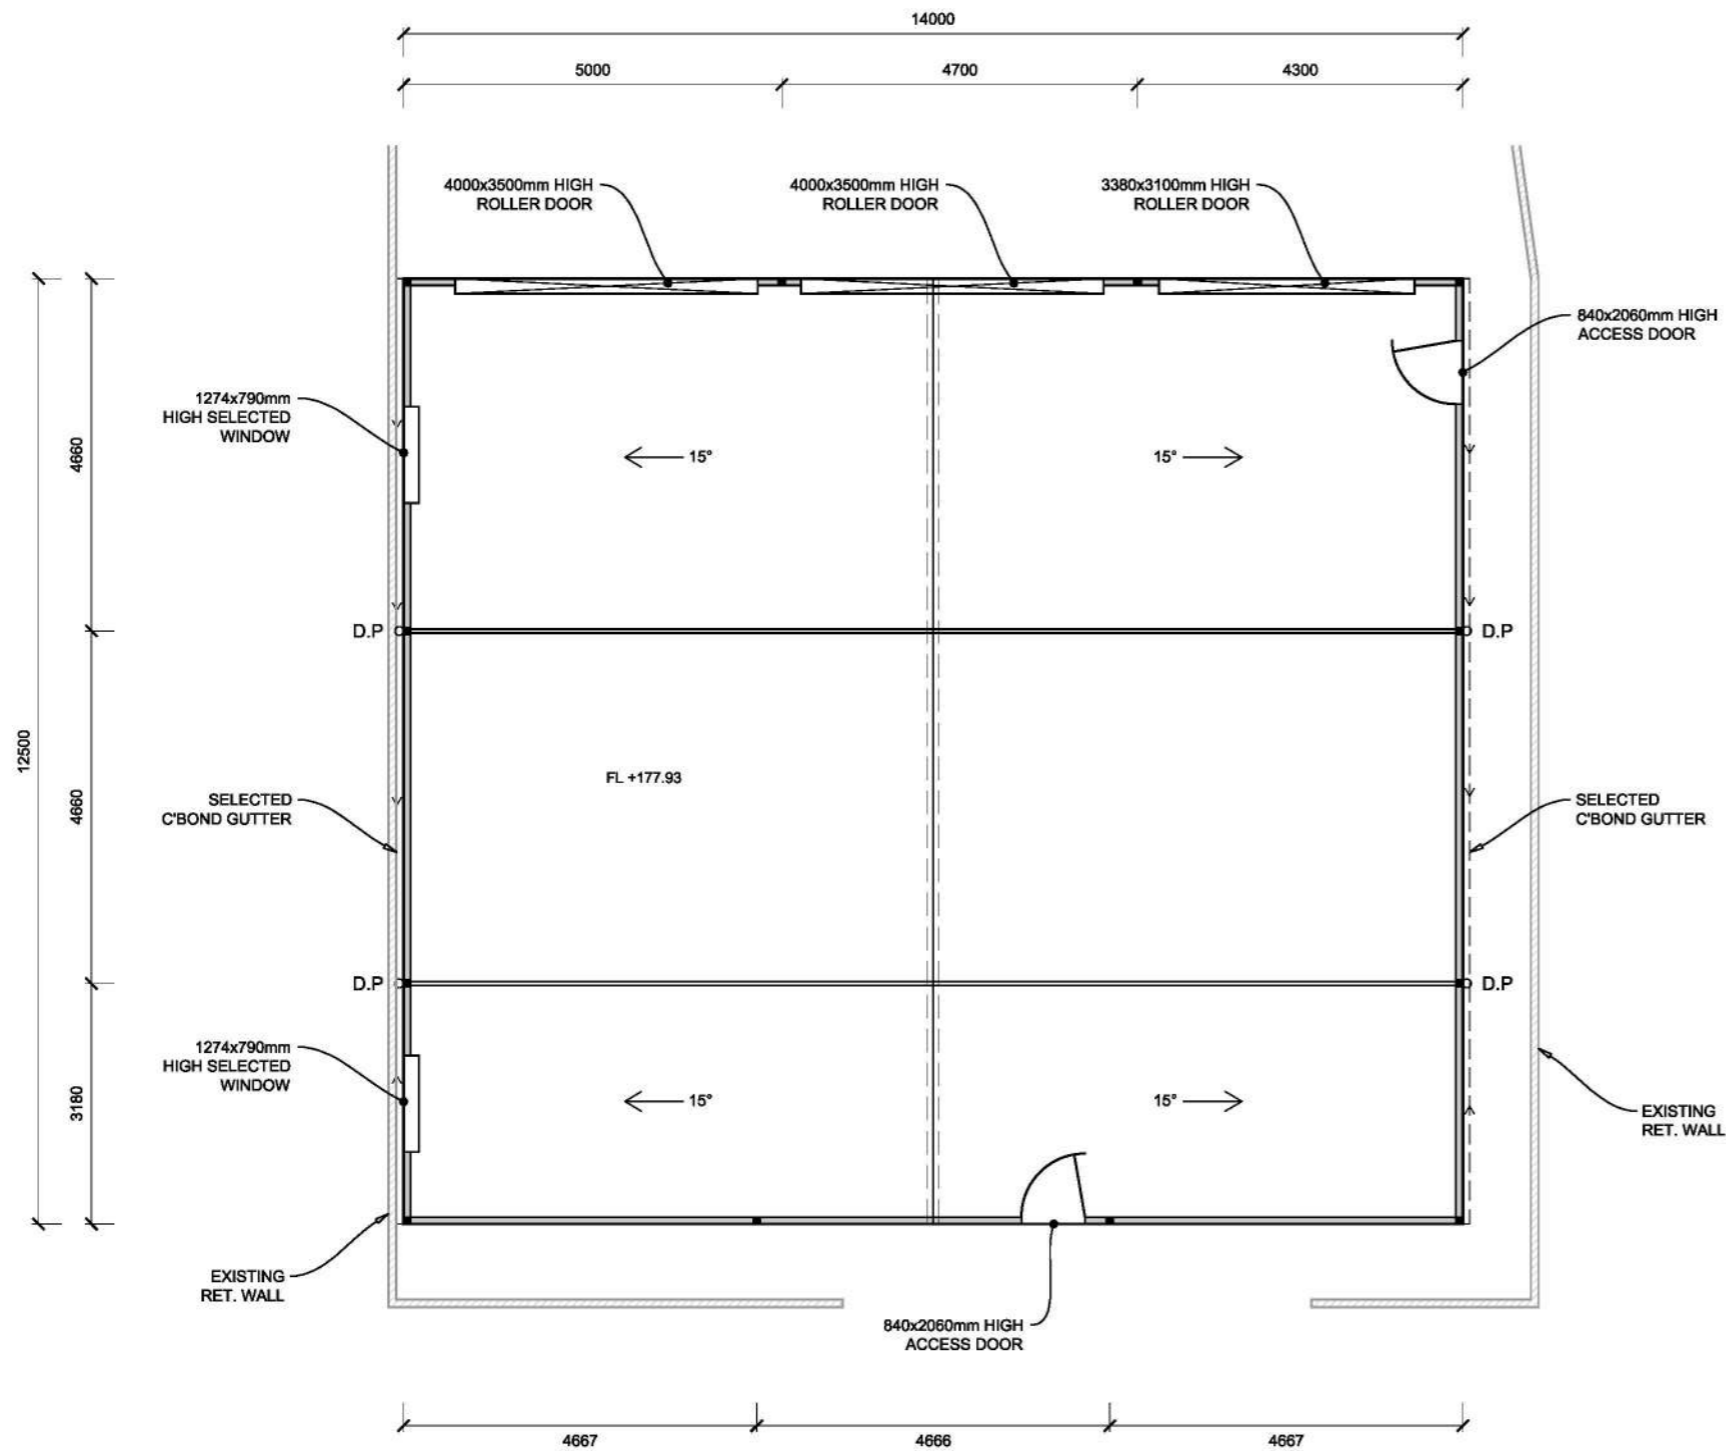 14000
5000
4700
4300
4000x3500mm HIGH
ROLLER DOOR
4000x3500mm HIGH
ROLLER DOOR
3380x3100mm HIGH
ROLLER DOOR
840x2060mm HIGH
ACCESS DOOR
1274x790mm
HIGH SELECTED
WINDOW
4660
15°
15°
D.P
D.P
12500
FL +177.93
4660
SELECTED
C'BOND GUTTER
SELECTED
C'BOND GUTTER
D.P
D.P
1274x790mm
HIGH SELECTED
WINDOW
3180
15°
15°
EXISTING
RET. WALL
EXISTING
RET. WALL
840x2060mm HIGH
ACCESS DOOR
4667
4666
4667